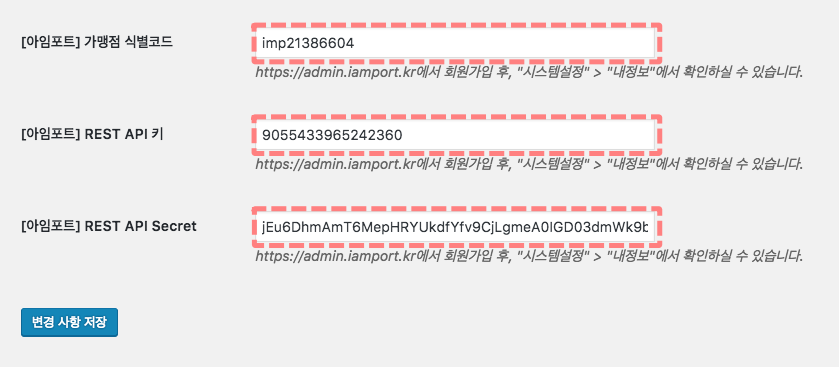 [아임포트] 가맹점 식별코드
imp21386604
https://admin.iamport.kr에서 회원가입 후, "시스템설정" > "내정보"에서 확인하실 수 있습니다.
[아임포트] REST API 키
9055433965242360
https://admin.iamport.kr에서 회원가입 후, "시스템설정" > "내정보"에서 확인하실 수 있습니다.
[아임포트] REST API Secret
jEu6DhmAmT6MepHRYUkdfYfv9CjLgmeA0IGD03dmWk9b
https://admin.iamport.kr에서 회원가입 후, "시스템설정" > "내정보"에서 확인하실 수 있습니다.
변경 사항 저장